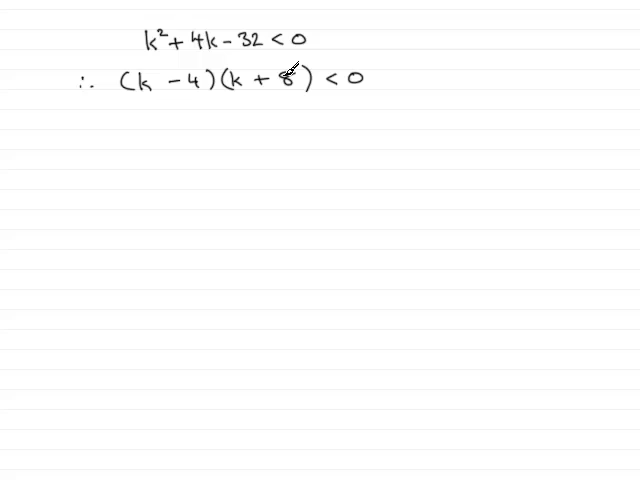 k² + 4k - 32 < 0
∴ (k - 4)(k + 8) < 0